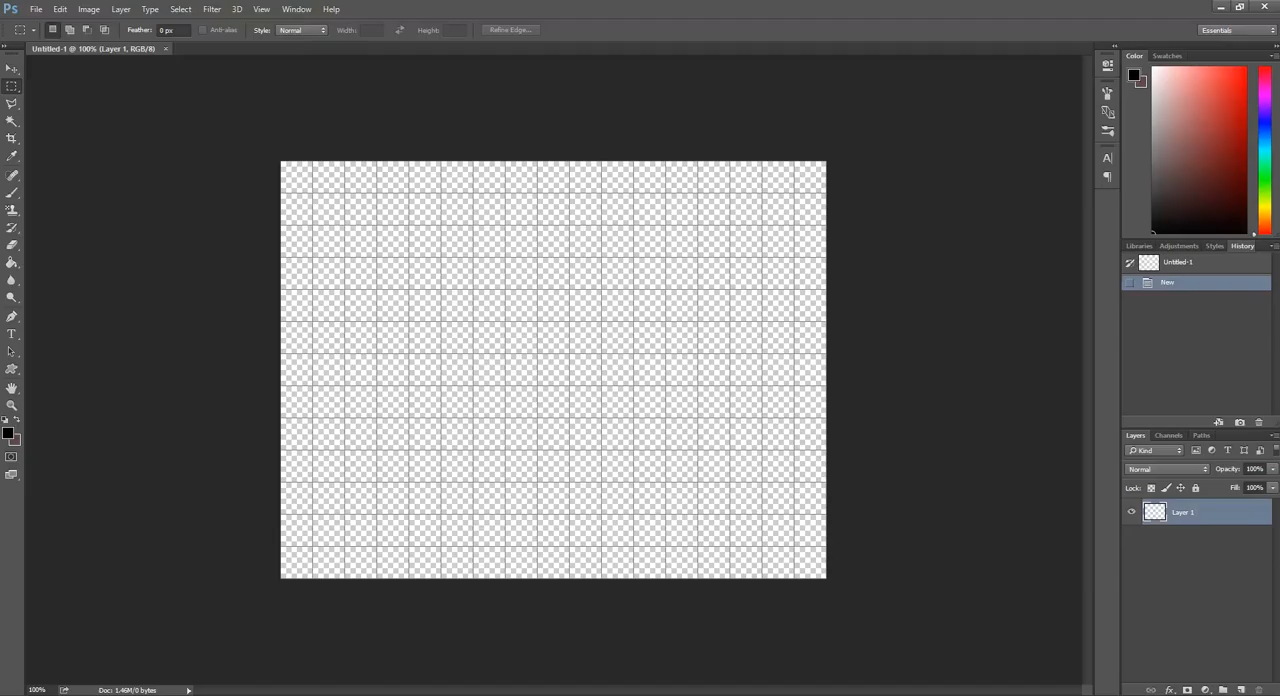 Ps File Edit Image Layer Type Select Filter 3D View Window Help
Feather: 0 px Anti-alias Style: Normal Width: Height: Refine Edge... Essentials
Untitled-1 @ 100% (Layer 1, RGB/8) ×
Color Swatches
Libraries Adjustments Styles History
Untitled-1
New
Layers Channels Paths
Kind
Normal Opacity: 100%
Lock: Fill: 100%
Layer 1
100% Doc: 1.46M/0 bytes